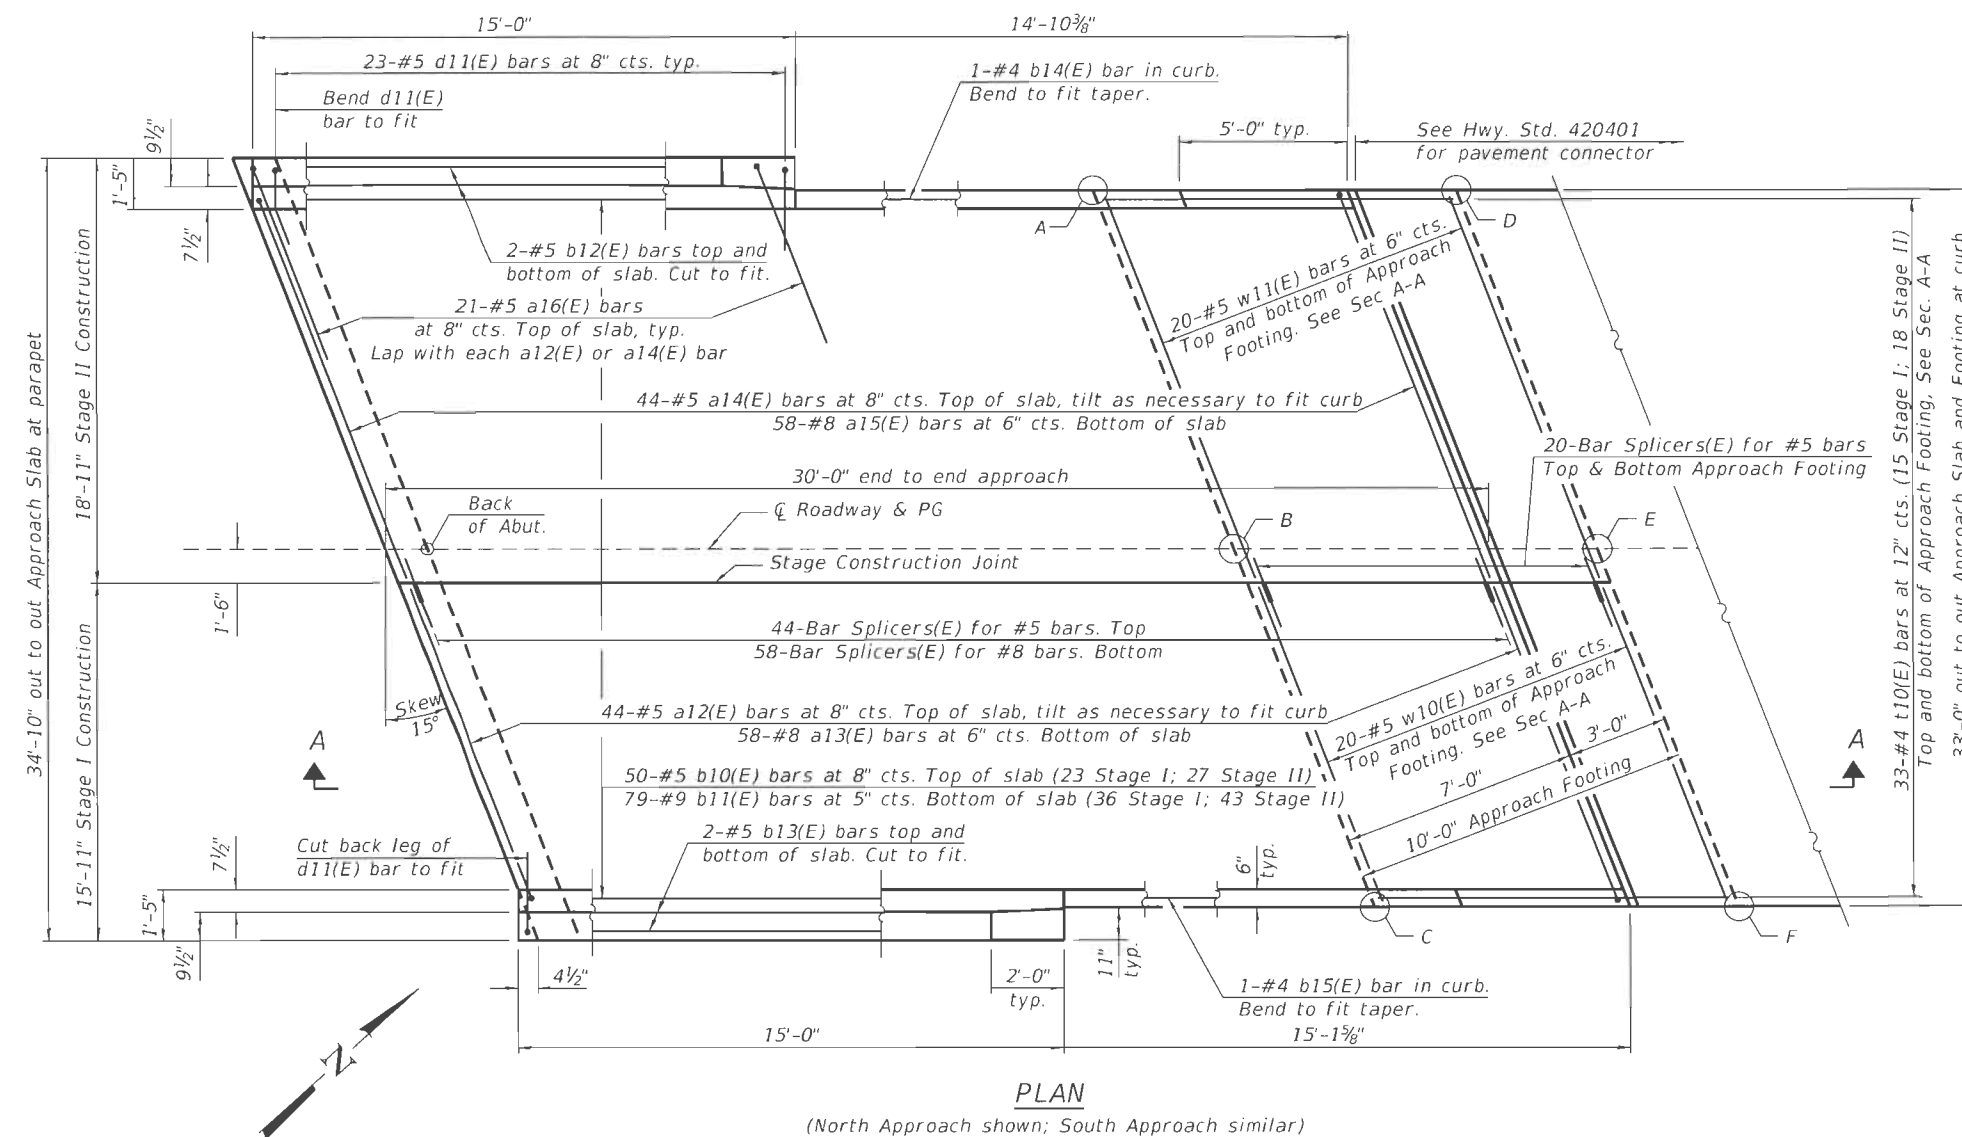 15'-0"
14'-10⅜"
23-#5 d11(E) bars at 8" cts. typ.
1-#4 b14(E) bar in curb.
Bend to fit taper.
Bend d11(E)
bar to fit
9½"
1'-5"
7½"
5'-0" typ.
See Hwy. Std. 420401
for pavement connector
A
D
2-#5 b12(E) bars top and
bottom of slab. Cut to fit.
21-#5 a16(E) bars
at 8" cts. Top of slab, typ.
Lap with each a12(E) or a14(E) bar
20-#5 w11(E) bars at 6" cts.
Top and bottom of Approach
Footing. See Sec A-A
44-#5 a14(E) bars at 8" cts. Top of slab, tilt as necessary to fit curb
58-#8 a15(E) bars at 6" cts. Bottom of slab
20-Bar Splicers(E) for #5 bars
Top & Bottom Approach Footing
30'-0" end to end approach
Back
of Abut.
℄ Roadway & PG
B
E
Stage Construction Joint
34'-10" out to out Approach Slab at parapet
18'-11" Stage II Construction
15'-11" Stage I Construction
1'-6"
44-Bar Splicers(E) for #5 bars. Top
58-Bar Splicers(E) for #8 bars. Bottom
Skew
15°
44-#5 a12(E) bars at 8" cts. Top of slab, tilt as necessary to fit curb
58-#8 a13(E) bars at 6" cts. Bottom of slab
20-#5 w10(E) bars at 6" cts.
Top and bottom of Approach
Footing. See Sec A-A
3'-0"
7'-0"
10'-0" Approach Footing
A
A
50-#5 b10(E) bars at 8" cts. Top of slab (23 Stage I; 27 Stage II)
79-#9 b11(E) bars at 5" cts. Bottom of slab (36 Stage I; 43 Stage II)
2-#5 b13(E) bars top and
bottom of slab. Cut to fit.
Cut back leg of
d11(E) bar to fit
7½"
1'-5"
9½"
6"
typ.
33-#4 t10(E) bars at 12" cts. (15 Stage I; 18 Stage II)
Top and bottom of Approach Footing, See Sec. A-A
33'-0" out to out Approach Slab and Footing at curb
C
F
4½"
2'-0"
typ.
11"
typ.
1-#4 b15(E) bar in curb.
Bend to fit taper.
15'-0"
15'-1⅝"
N
PLAN
(North Approach shown; South Approach similar)